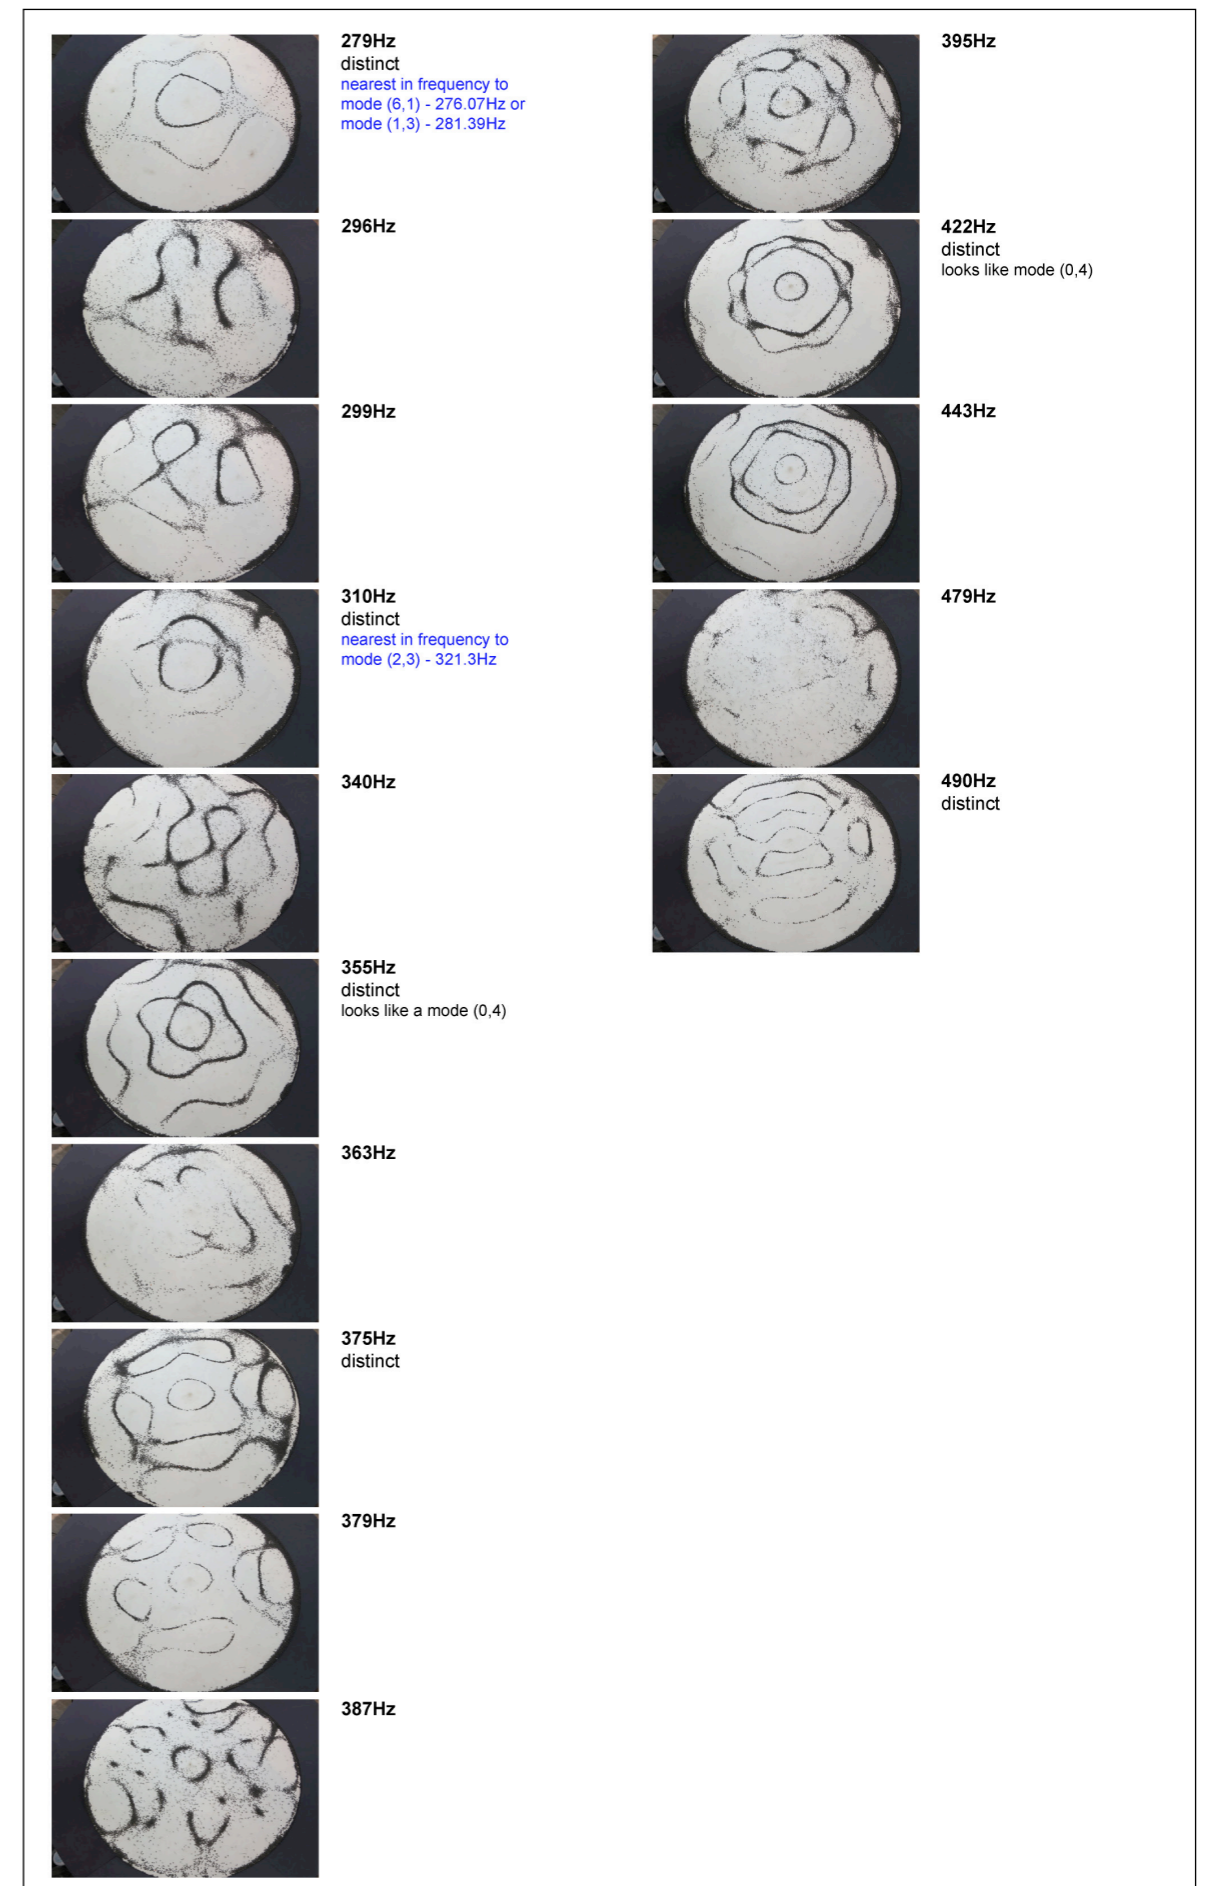 279Hz
distinct
nearest in frequency to
mode (6,1) - 276.07Hz or
mode (1,3) - 281.39Hz
296Hz
299Hz
310Hz
distinct
nearest in frequency to
mode (2,3) - 321.3Hz
340Hz
355Hz
distinct
looks like a mode (0,4)
363Hz
375Hz
distinct
379Hz
387Hz
395Hz
422Hz
distinct
looks like mode (0,4)
443Hz
479Hz
490Hz
distinct